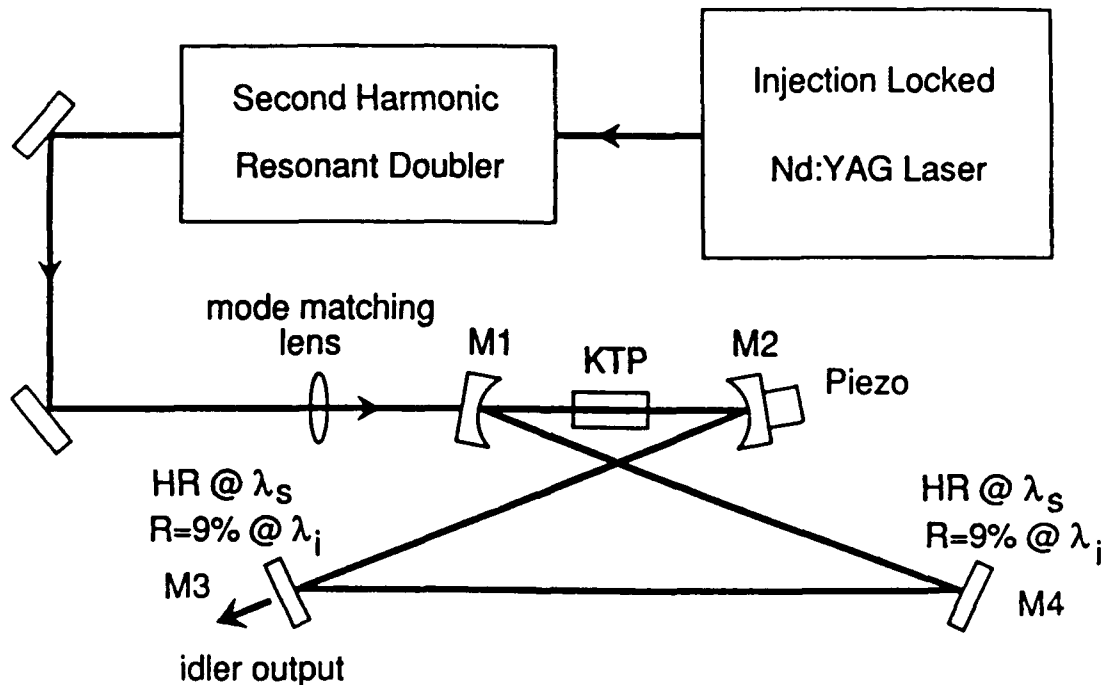 Second Harmonic
Resonant Doubler
Injection Locked
Nd:YAG Laser
mode matching
lens
M1
KTP
M2
Piezo
HR @ λs
R=9% @ λi
M3
idler output
HR @ λs
R=9% @ λi
M4